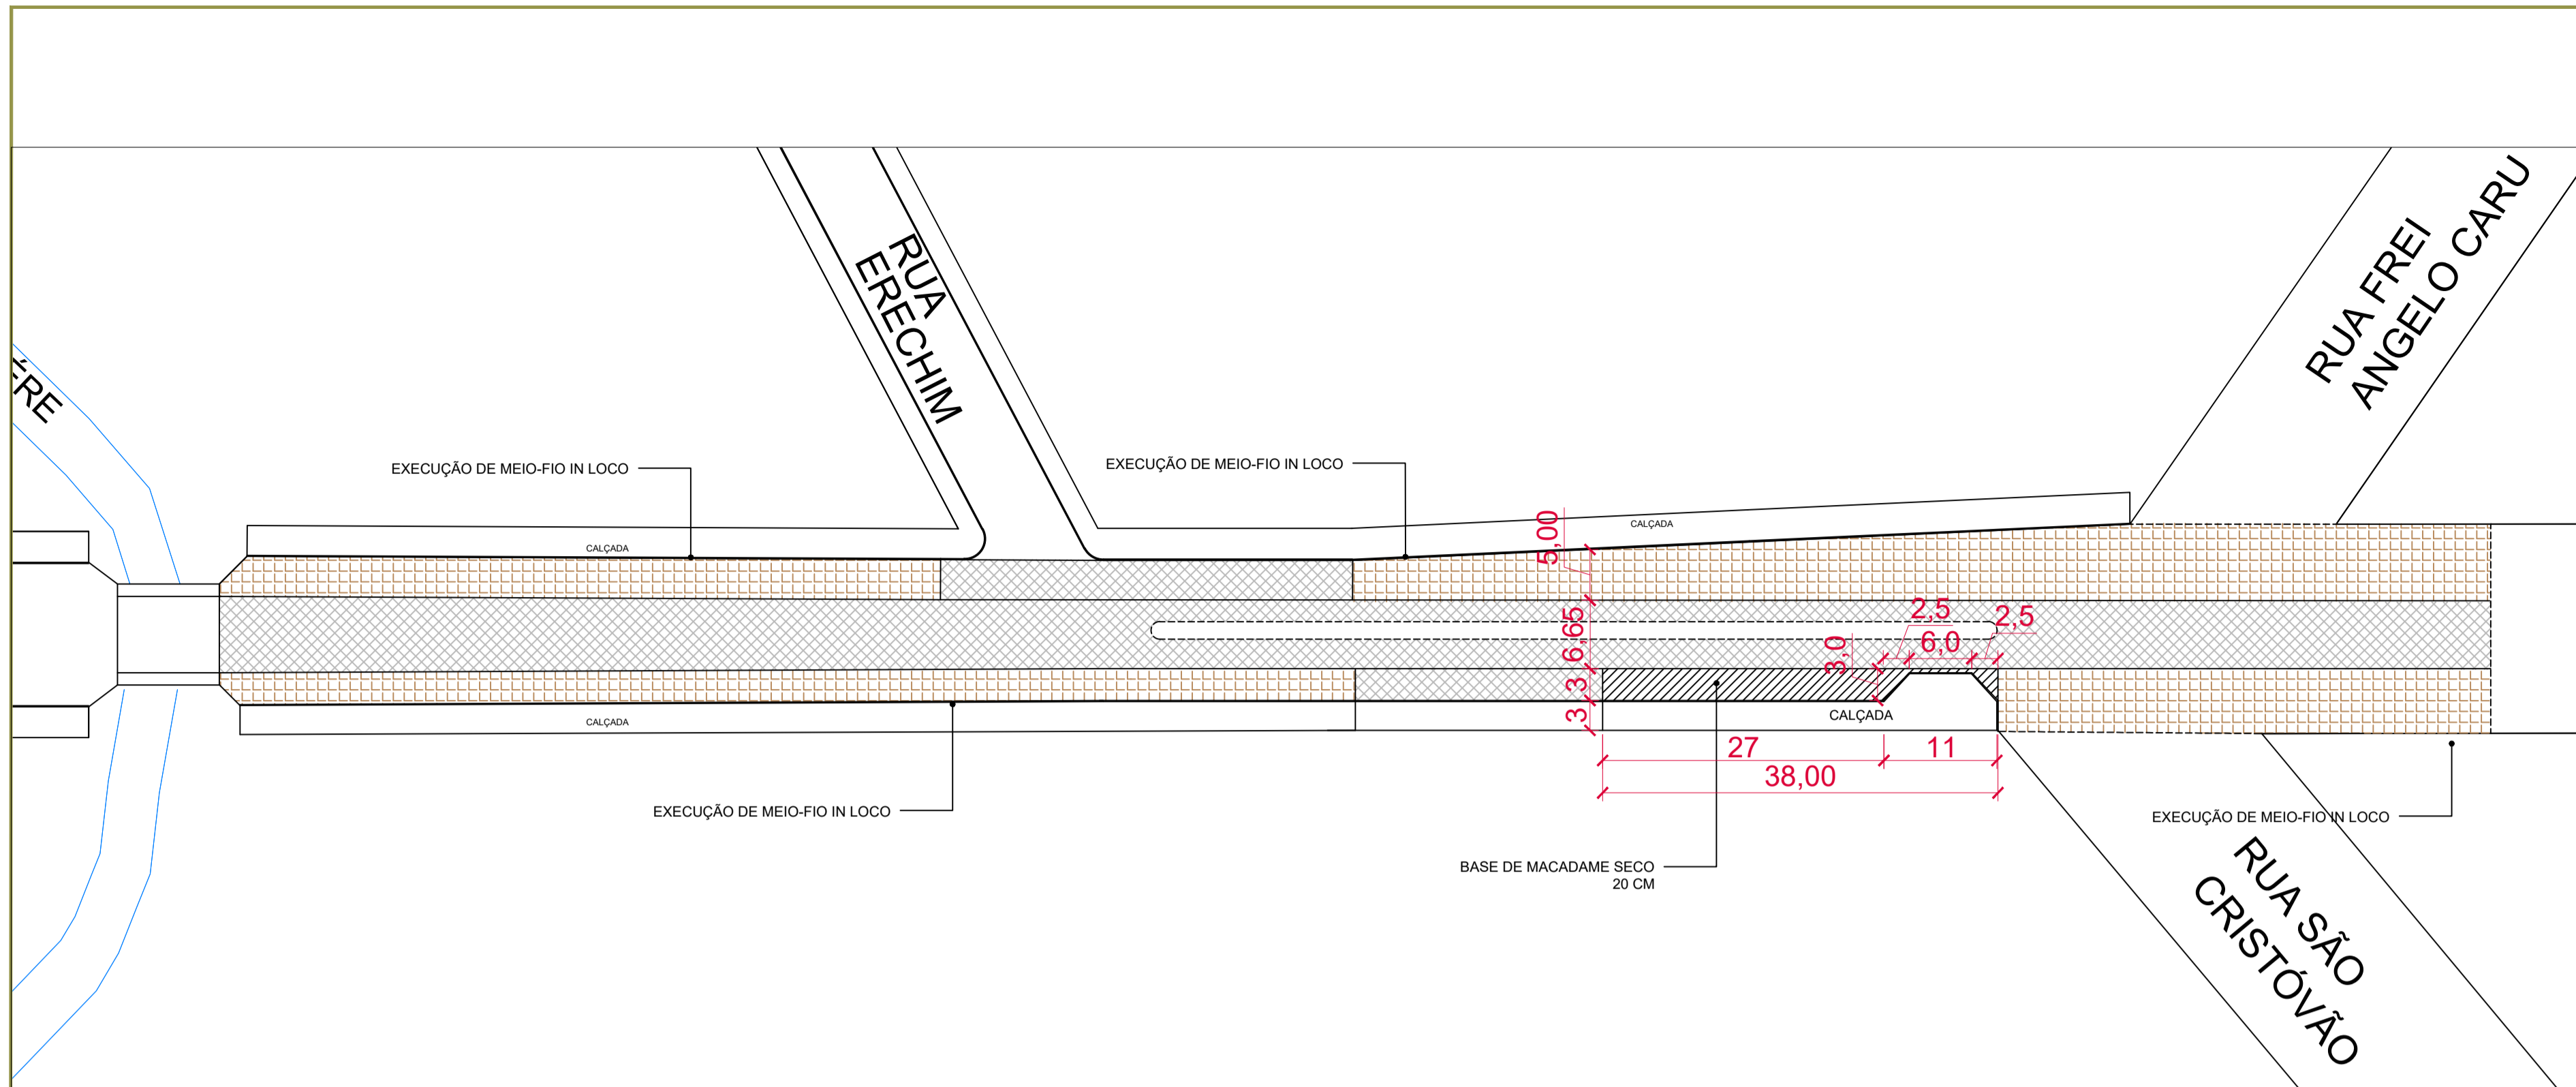 RUA FREI
ANGELO CARU
RUA
ERECHIM
EXECUÇÃO DE MEIO-FIO IN LOCO
EXECUÇÃO DE MEIO-FIO IN LOCO
CALÇADA
CALÇADA
5,00
6,65
3
3
3,0
2,5
6,0
2,5
CALÇADA
CALÇADA
27
11
38,00
EXECUÇÃO DE MEIO-FIO IN LOCO
EXECUÇÃO DE MEIO-FIO IN LOCO
BASE DE MACADAME SECO
20 CM
RUA SÃO
CRISTÓVÃO